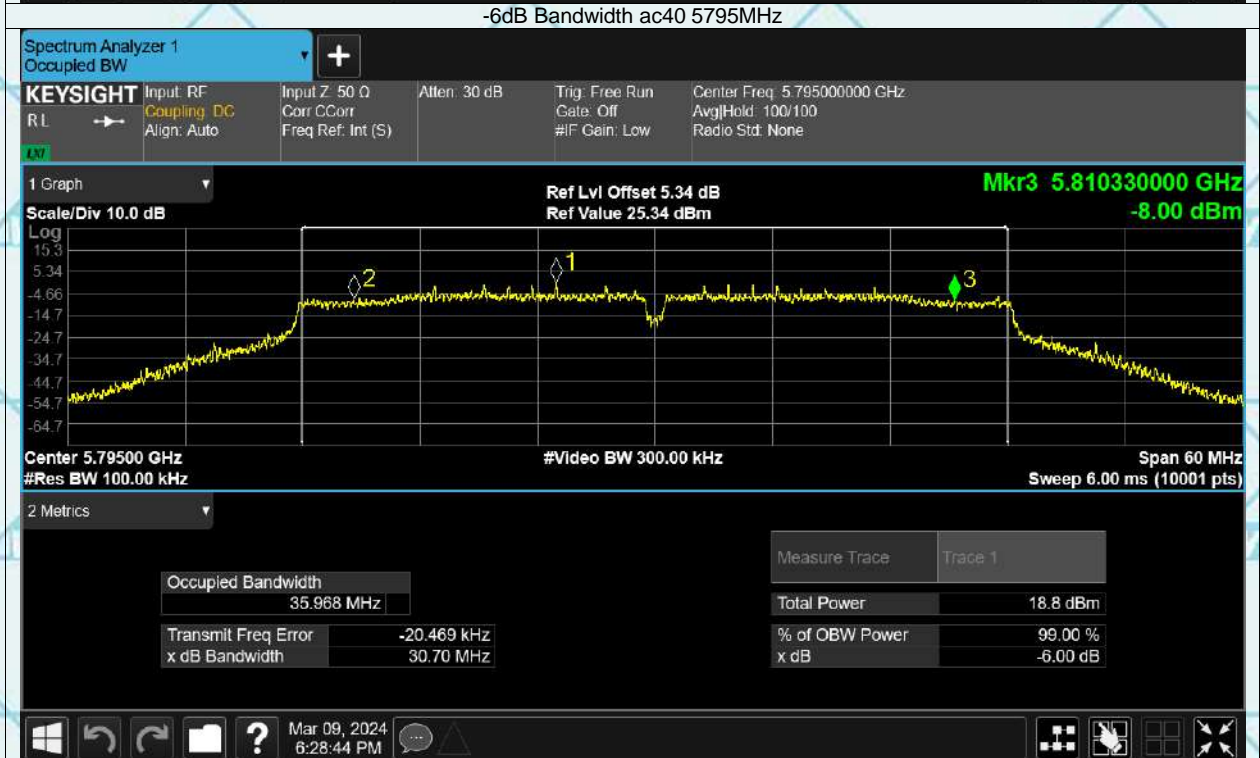 -6dB Bandwidth ac40 5795MHz
Spectrum Analyzer 1
Occupied BW
+
KEYSIGHT
RL
LXI
Input: RF
Coupling: DC
Align: Auto
Input Z: 50 Ω
Corr CCorr
Freq Ref: Int (S)
Atten: 30 dB
Trig: Free Run
Gate: Off
#IF Gain: Low
Center Freq: 5.795000000 GHz
Avg|Hold: 100/100
Radio Std: None
1 Graph
Scale/Div 10.0 dB
Ref Lvl Offset 5.34 dB
Ref Value 25.34 dBm
Mkr3 5.810330000 GHz
-8.00 dBm
Log
15.3
5.34
-4.66
-14.7
-24.7
-34.7
-44.7
-54.7
-64.7
2
1
3
Center 5.79500 GHz
#Video BW 300.00 kHz
Span 60 MHz
#Res BW 100.00 kHz
Sweep 6.00 ms (10001 pts)
2 Metrics
Measure Trace Trace 1
Occupied Bandwidth
35.968 MHz
Total Power 18.8 dBm
Transmit Freq Error -20.469 kHz
% of OBW Power 99.00 %
x dB Bandwidth 30.70 MHz
x dB -6.00 dB
?
Mar 09, 2024
6:28:44 PM